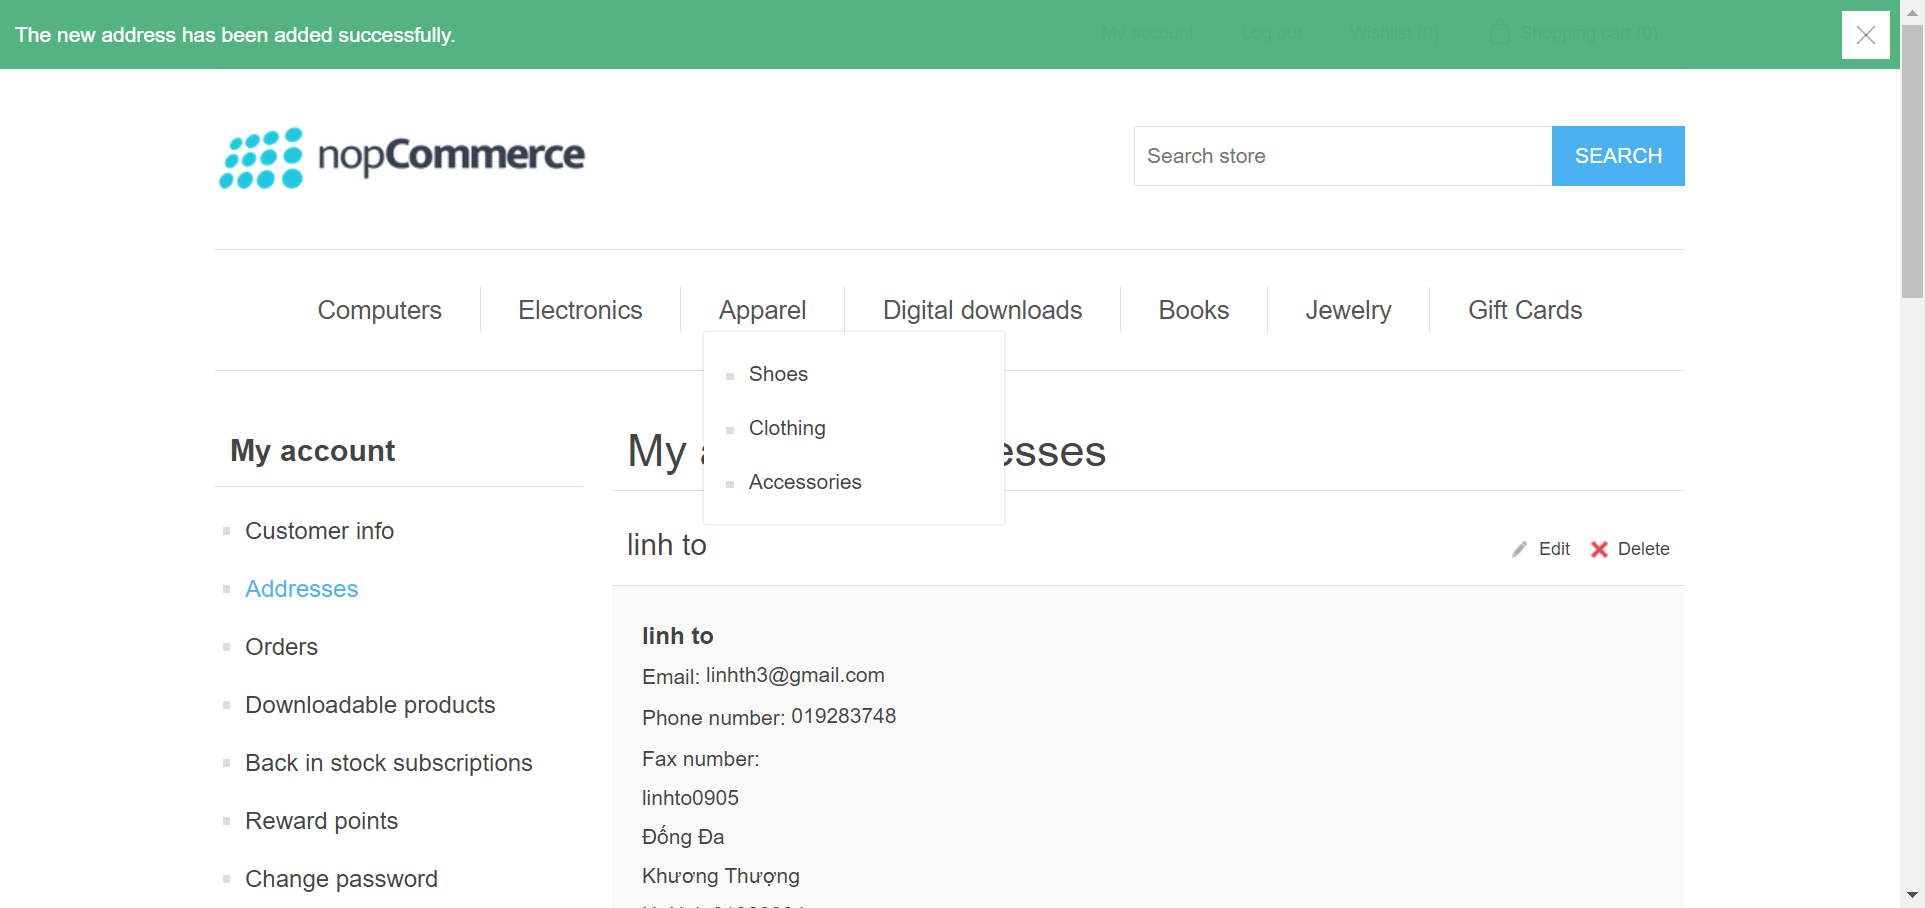 The new address has been added successfully.
My account Log out Wishlist (0) Shopping cart (0)
nopCommerce
Search store SEARCH
Computers Electronics Apparel Digital downloads Books Jewelry Gift Cards
Shoes
Clothing
Accessories
My account
Customer info
Addresses
Orders
Downloadable products
Back in stock subscriptions
Reward points
Change password
My esses
linh to
Edit Delete
linh to
Email: linhth3@gmail.com
Phone number: 019283748
Fax number:
linhto0905
Đống Đa
Khương Thượng